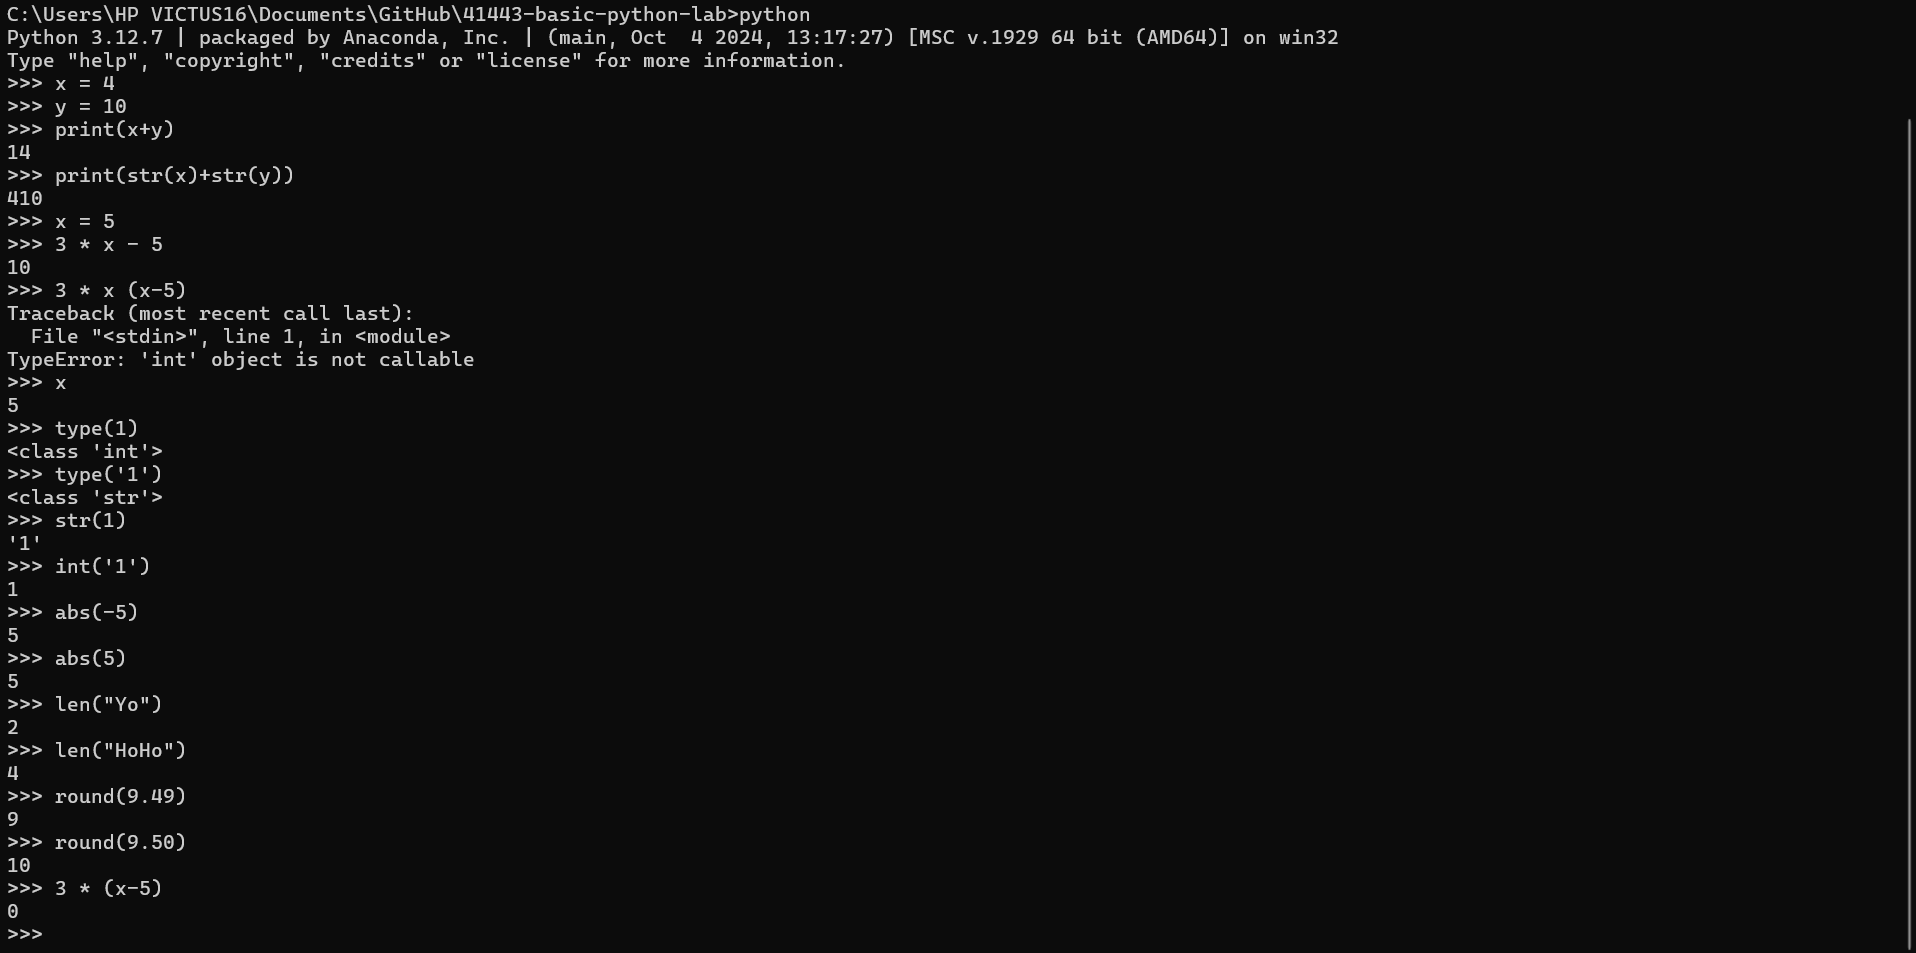 C:\Users\HP VICTUS16\Documents\GitHub\41443-basic-python-lab>python
Python 3.12.7 | packaged by Anaconda, Inc. | (main, Oct  4 2024, 13:17:27) [MSC v.1929 64 bit (AMD64)] on win32
Type "help", "copyright", "credits" or "license" for more information.
>>> x = 4
>>> y = 10
>>> print(x+y)
14
>>> print(str(x)+str(y))
410
>>> x = 5
>>> 3 * x - 5
10
>>> 3 * x (x-5)
Traceback (most recent call last):
  File "<stdin>", line 1, in <module>
TypeError: 'int' object is not callable
>>> x
5
>>> type(1)
<class 'int'>
>>> type('1')
<class 'str'>
>>> str(1)
'1'
>>> int('1')
1
>>> abs(-5)
5
>>> abs(5)
5
>>> len("Yo")
2
>>> len("HoHo")
4
>>> round(9.49)
9
>>> round(9.50)
10
>>> 3 * (x-5)
0
>>>